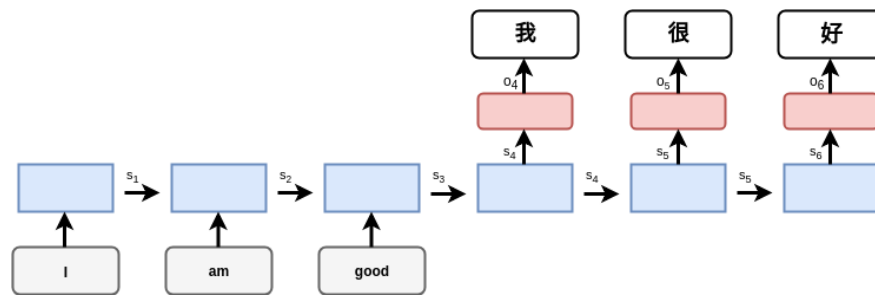 我 很 好
o4 o5 o6
s4 s5 s6
s1 s2 s3 s4 s5
I am good